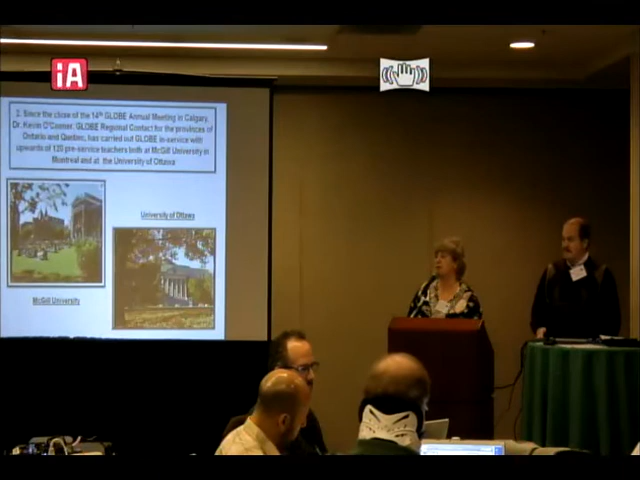 iA
2. Since the close of the 14th GLOBE Annual Meeting in Calgary,
Dr. Kevin O'Connor, GLOBE Regional Contact for the provinces of
Ontario and Quebec, has carried out GLOBE in-service with
upwards of 120 pre-service teachers both at McGill University in
Montreal and at the University of Ottawa
University of Ottawa
McGill University